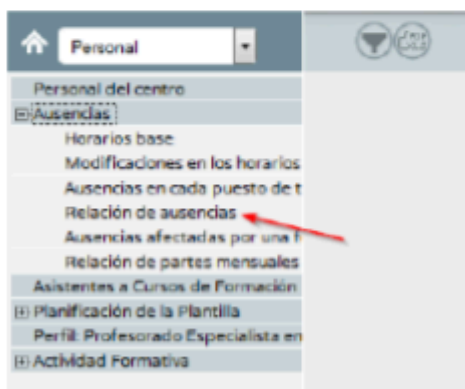 Personal
Personal del centro
Ausencias
Horarios base
Modificaciones en los horarios
Ausencias en cada puesto de t
Relación de ausencias
Ausencias afectadas por una f
Relación de partes mensuales
Asistentes a Cursos de Formación
Planificación de la Plantilla
Perfil: Profesorado Especialista en
Actividad Formativa